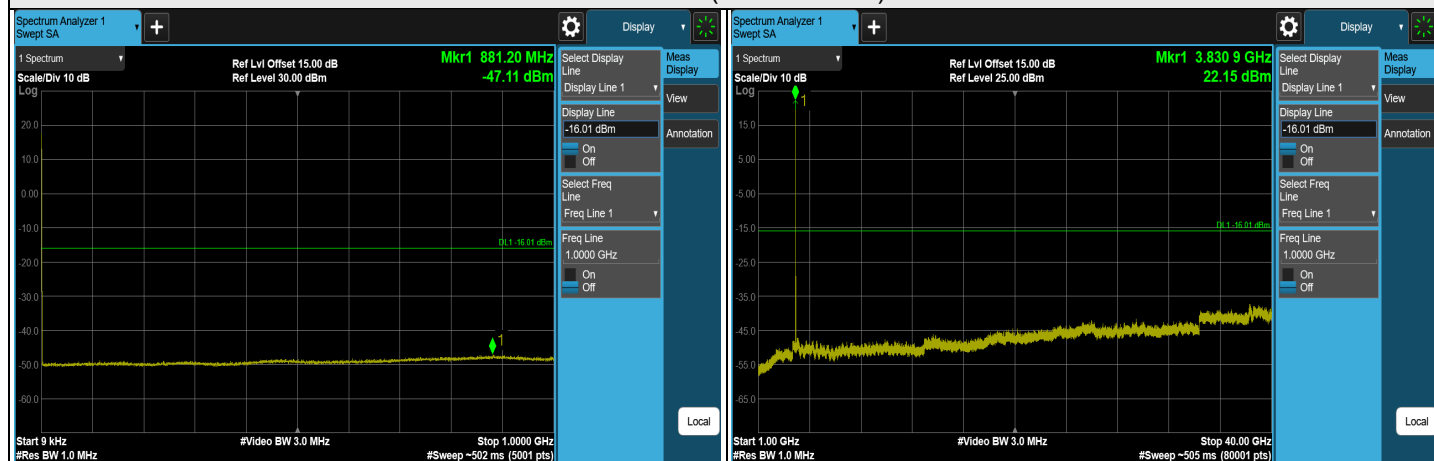 Spectrum Analyzer 1
Swept SA
+
Display
1 Spectrum
Scale/Div 10 dB
Ref Lvl Offset 15.00 dB
Ref Level 30.00 dBm
Mkr1 881.20 MHz
-47.11 dBm
Log
20.0
10.0
0.00
-10.0
-20.0
-30.0
-40.0
-50.0
-60.0
DL1 -16.01 dBm
1
Start 9 kHz
#Res BW 1.0 MHz
#Video BW 3.0 MHz
Stop 1.0000 GHz
#Sweep ~502 ms (5001 pts)
Select Display
Line
Display Line 1
Display Line
-16.01 dBm
On
Off
Select Freq
Line
Freq Line 1
Freq Line
1.0000 GHz
On
Off
Meas
Display
View
Annotation
Local
Spectrum Analyzer 1
Swept SA
+
Display
1 Spectrum
Scale/Div 10 dB
Ref Lvl Offset 15.00 dB
Ref Level 25.00 dBm
Mkr1 3.830 9 GHz
22.15 dBm
Log
1
15.0
5.00
-5.00
-15.0
-25.0
-35.0
-45.0
-55.0
-65.0
DL1 -16.01 dBm
Start 1.00 GHz
#Res BW 1.0 MHz
#Video BW 3.0 MHz
Stop 40.00 GHz
#Sweep ~505 ms (80001 pts)
Select Display
Line
Display Line 1
Display Line
-16.01 dBm
On
Off
Select Freq
Line
Freq Line 1
Freq Line
1.0000 GHz
On
Off
Meas
Display
View
Annotation
Local